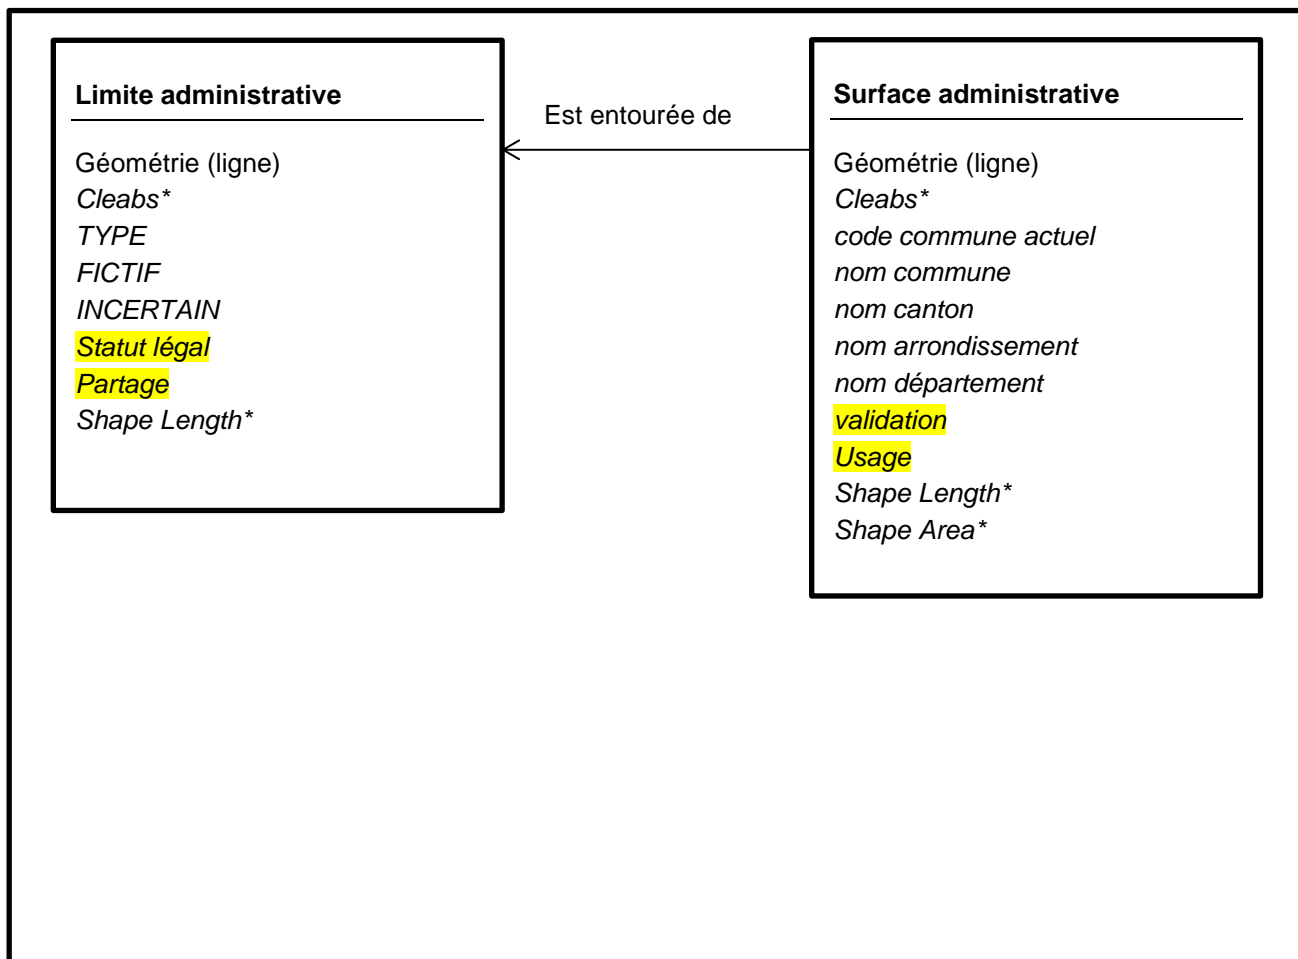 Limite administrative
Géométrie (ligne)
Cleabs*
TYPE
FICTIF
INCERTAIN
Statut légal
Partage
Shape Length*
Est entourée de
Surface administrative
Géométrie (ligne)
Cleabs*
code commune actuel
nom commune
nom canton
nom arrondissement
nom département
validation
Usage
Shape Length*
Shape Area*